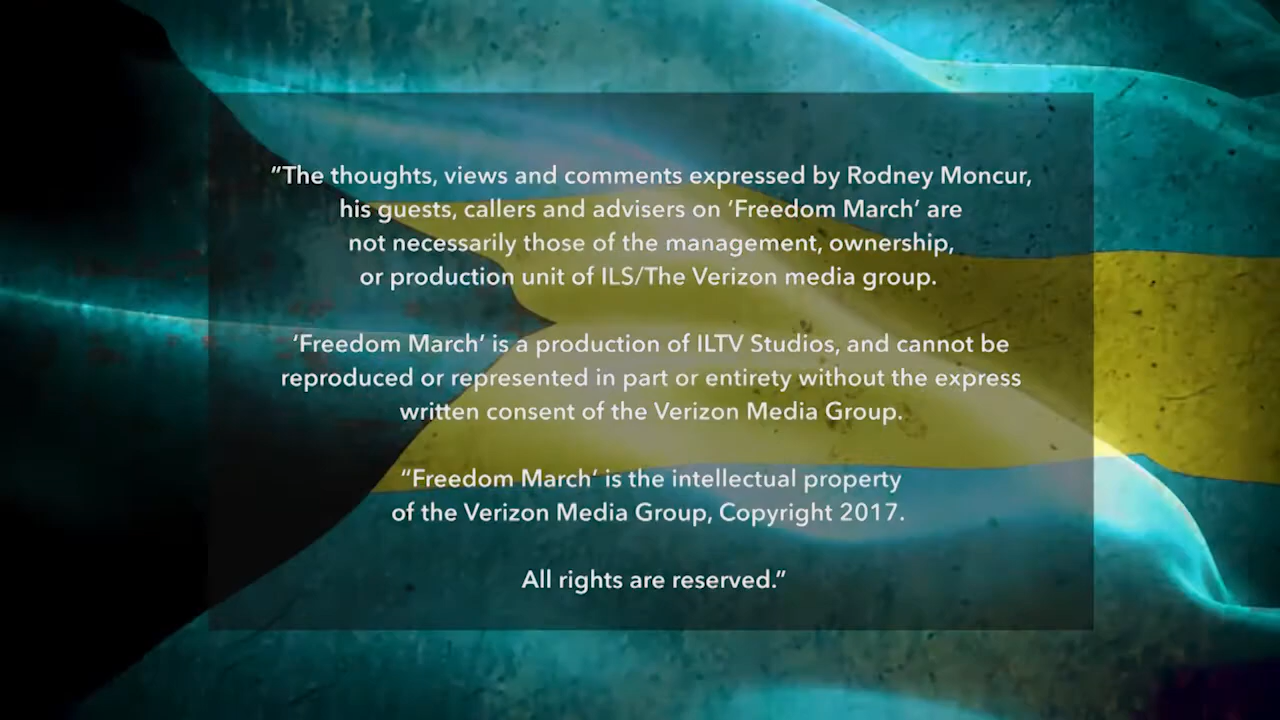 “The thoughts, views and comments expressed by Rodney Moncur,
his guests, callers and advisers on ‘Freedom March‘ are
not necessarily those of the management, ownership,
or production unit of ILS/The Verizon media group.
‘Freedom March‘ is a production of ILTV Studios, and cannot be
reproduced or represented in part or entirety without the express
written consent of the Verizon Media Group.
“Freedom March‘ is the intellectual property
of the Verizon Media Group, Copyright 2017.
All rights are reserved.”